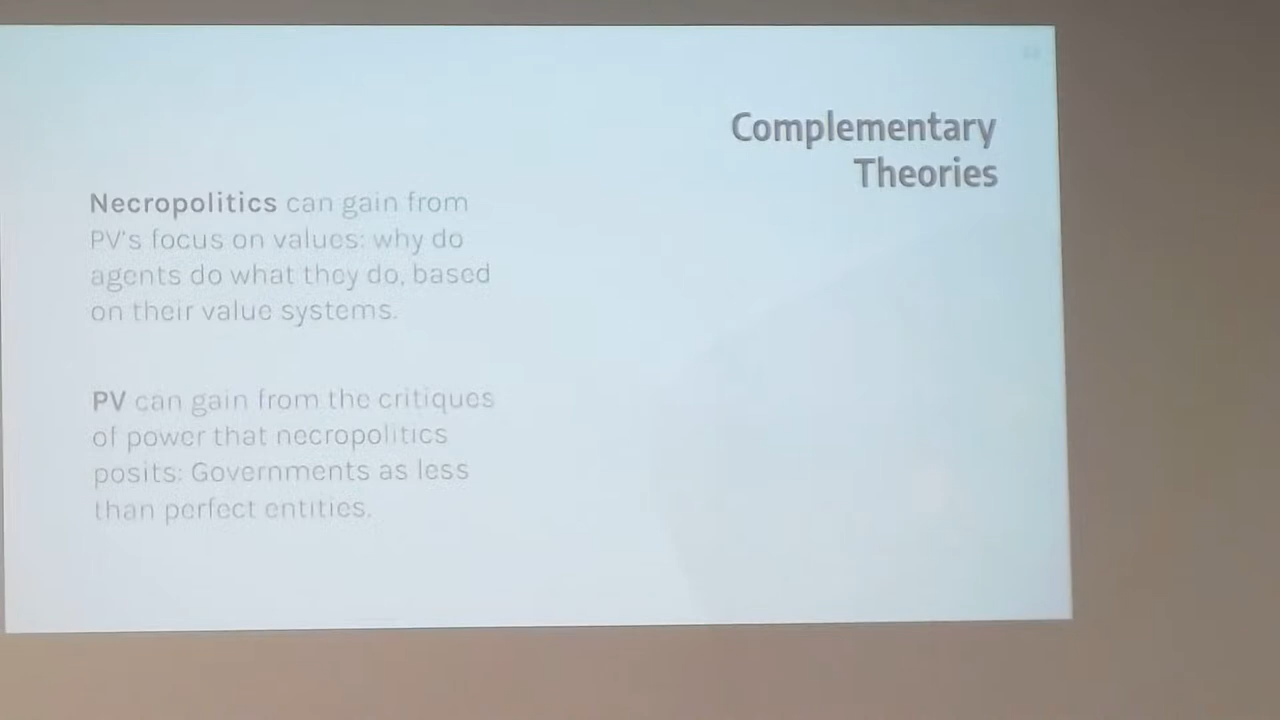 Complementary
Theories
Necropolitics can gain from
PV's focus on values: why do
agents do what they do, based
on their value systems.
PV can gain from the critiques
of power that necropolitics
posits: Governments as less
than perfect entities.